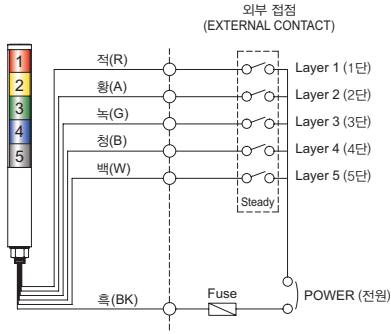 외부 접점
(EXTERNAL CONTACT)
1
2
3
4
5
적(R)
Layer 1 (1단)
황(A)
Layer 2 (2단)
녹(G)
Layer 3 (3단)
청(B)
Layer 4 (4단)
백(W)
Layer 5 (5단)
Steady
흑(BK)
Fuse
POWER (전원)